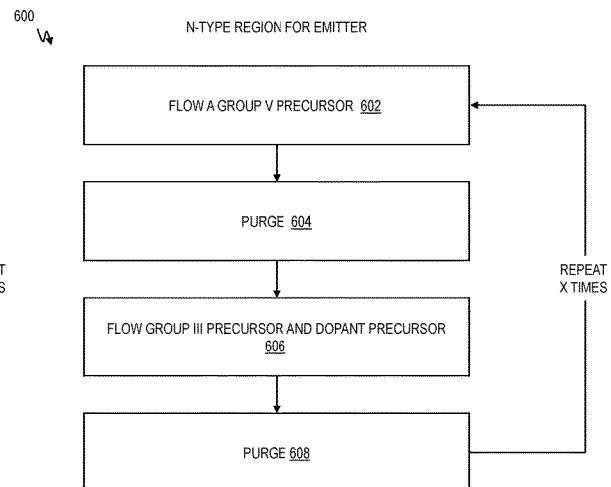 600
N-TYPE REGION FOR EMITTER
FLOW A GROUP V PRECURSOR 602
PURGE 604
T
S
REPEAT
X TIMES
FLOW GROUP III PRECURSOR AND DOPANT PRECURSOR
606
PURGE 608